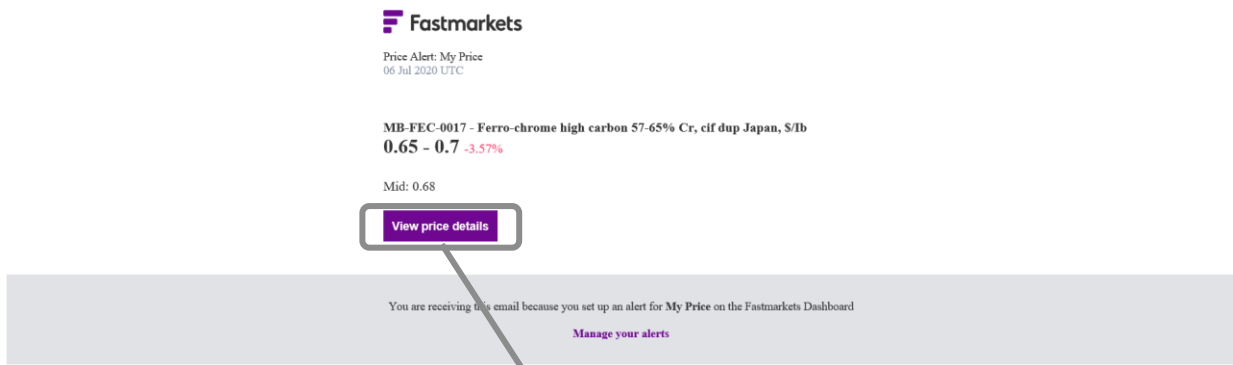 Fastmarkets
Price Alert: My Price
06 Jul 2020 UTC
MB-FEC-0017 - Ferro-chrome high carbon 57-65% Cr, cif dup Japan, $/lb
0.65 - 0.7 -3.57%
Mid: 0.68
View price details
You are receiving this email because you set up an alert for My Price on the Fastmarkets Dashboard
Manage your alerts